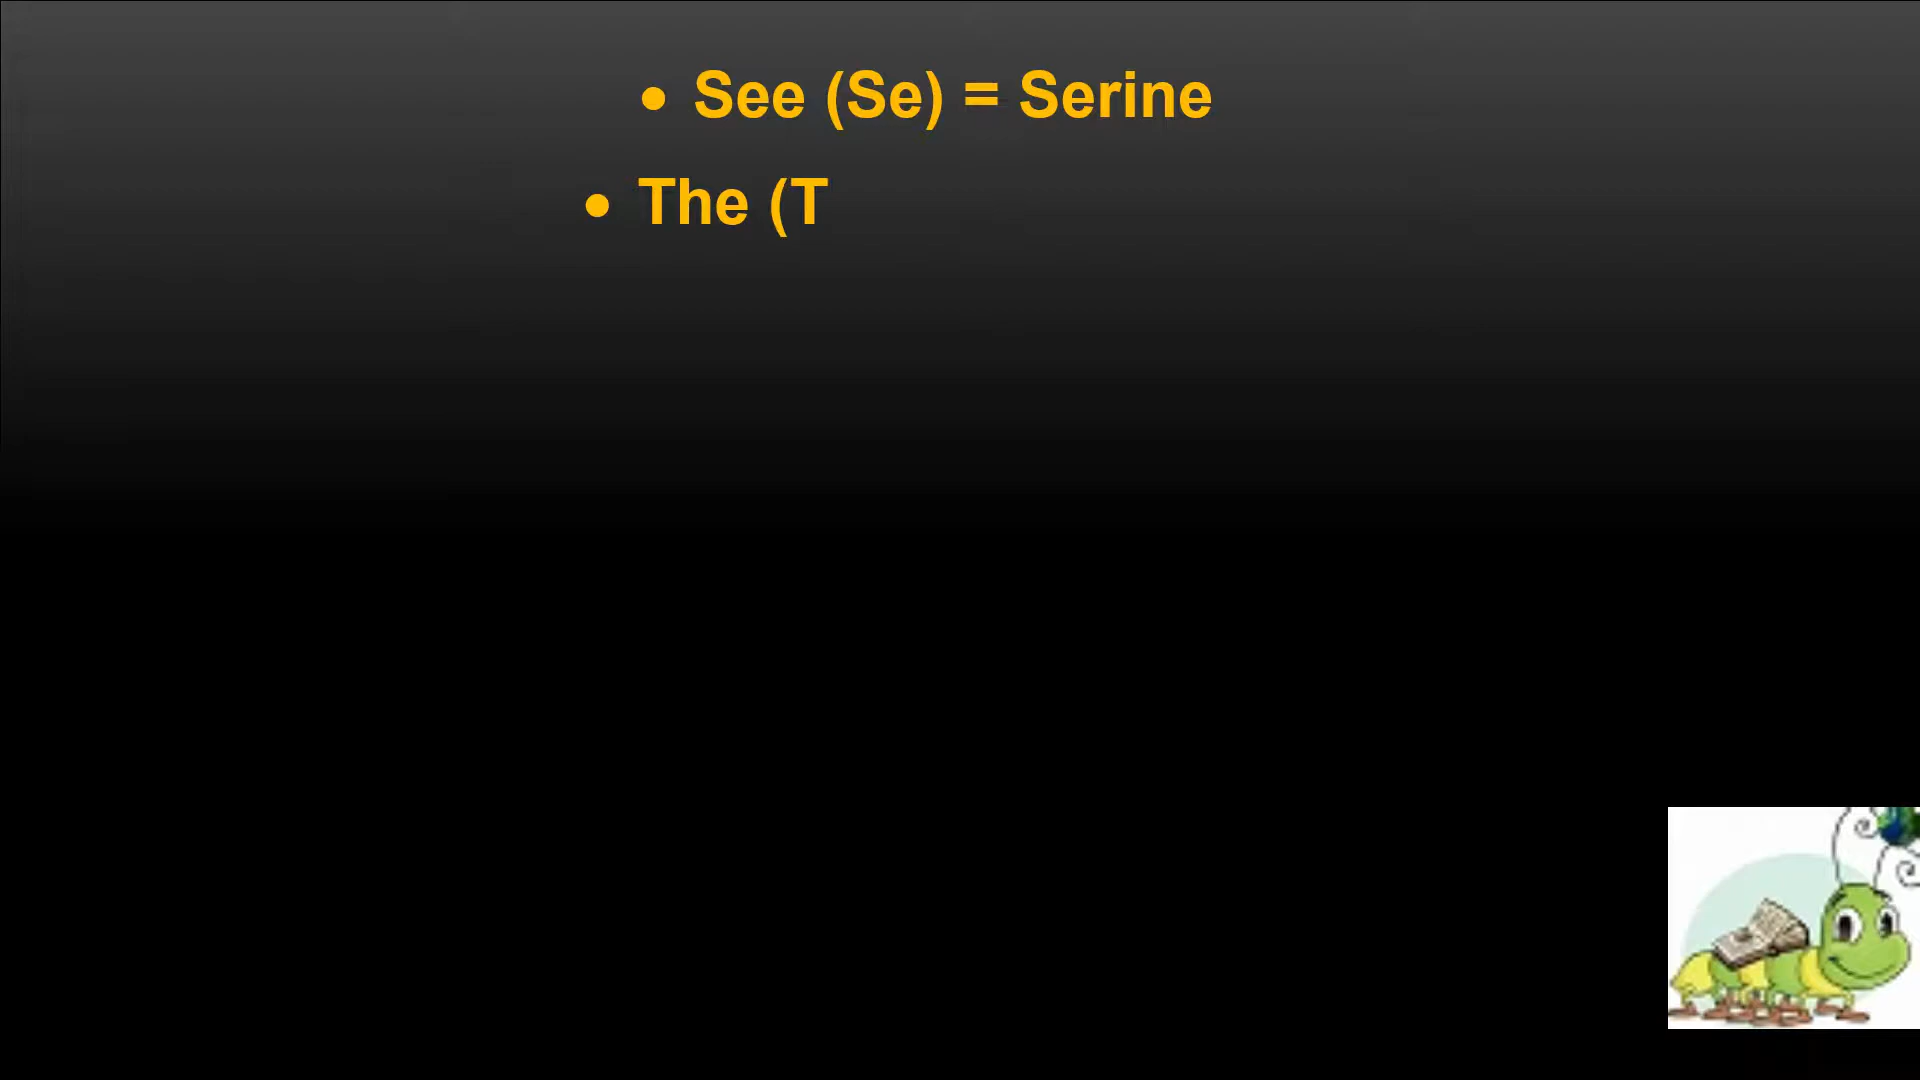 • See (Se) = Serine
• The (T